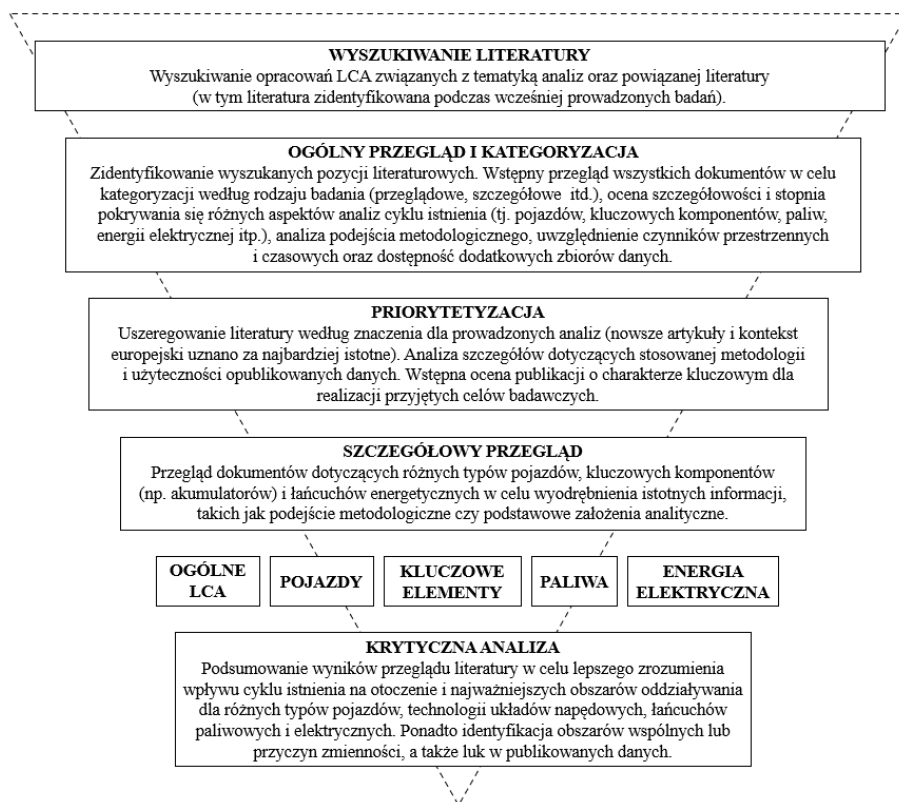 WYSZUKIWANIE LITERATURY
Wyszukiwanie opracowań LCA związanych z tematyką analiz oraz powiązanej literatury
(w tym literatura zidentyfikowana podczas wcześniej prowadzonych badań).
OGÓLNY PRZEGLĄD I KATEGORYZACJA
Zidentyfikowanie wyszukanych pozycji literaturowych. Wstępny przegląd wszystkich dokumentów w celu
kategoryzacji według rodzaju badania (przeglądowe, szczegółowe itd.), ocena szczegółowości i stopnia
pokrywania się różnych aspektów analiz cyklu istnienia (tj. pojazdów, kluczowych komponentów, paliw,
energii elektrycznej itp.), analiza podejścia metodologicznego, uwzględnienie czynników przestrzennych
i czasowych oraz dostępność dodatkowych zbiorów danych.
PRIORYTETYZACJA
Uszeregowanie literatury według znaczenia dla prowadzonych analiz (nowsze artykuły i kontekst
europejski uznano za najbardziej istotne). Analiza szczegółów dotyczących stosowanej metodologii
i użyteczności opublikowanych danych. Wstępna ocena publikacji o charakterze kluczowym dla
realizacji przyjętych celów badawczych.
SZCZEGÓŁOWY PRZEGLĄD
Przegląd dokumentów dotyczących różnych typów pojazdów, kluczowych komponentów
(np. akumulatorów) i łańcuchów energetycznych w celu wyodrębnienia istotnych informacji,
takich jak podejście metodologiczne czy podstawowe założenia analityczne.
OGÓLNE
LCA
POJAZDY
KLUCZOWE
ELEMENTY
PALIWA
ENERGIA
ELEKTRYCZNA
KRYTYCZNA ANALIZA
Podsumowanie wyników przeglądu literatury w celu lepszego zrozumienia
wpływu cyklu istnienia na otoczenie i najważniejszych obszarów oddziaływania
dla różnych typów pojazdów, technologii układów napędowych, łańcuchów
paliwowych i elektrycznych. Ponadto identyfikacja obszarów wspólnych lub
przyczyn zmienności, a także luk w publikowanych danych.